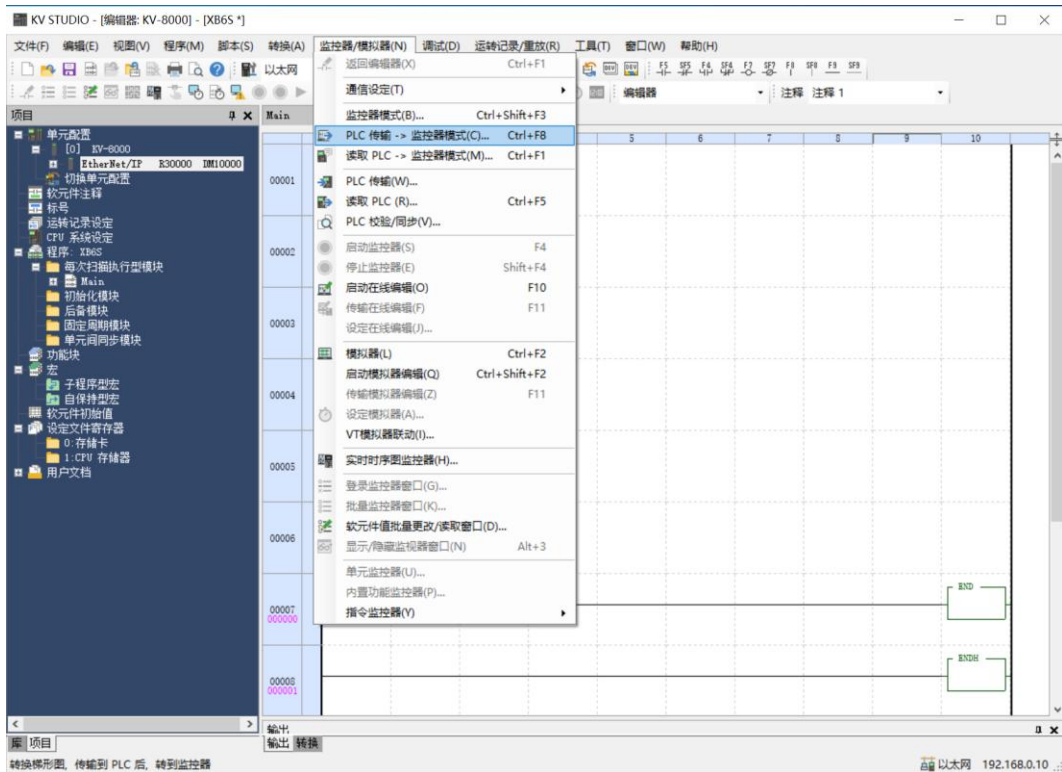 KV STUDIO - [编辑器: KV-8000] - [XB6S *]
文件(F) 编辑(E) 视图(V) 程序(M) 脚本(S) 转换(A) 监控器/模拟器(N) 调试(D) 运转记录/重放(R) 工具(T) 窗口(W) 帮助(H)
以太网
编辑器 注释 注释 1
项目
Main
单元配置
[0] KV-8000
EtherNet/IP R30000 DM10000
切换单元配置
软元件注释
标号
运转记录设定
CPU 系统设定
程序: XB6S
每次扫描执行型模块
Main
初始化模块
后备模块
固定周期模块
单元间同步模块
功能块
宏
子程序型宏
自保持型宏
软元件初始值
设定文件寄存器
0:存储卡
1:CPU 存储器
用户文档
返回编辑器(X) Ctrl+F1
通信设定(T)
监控器模式(B)... Ctrl+Shift+F3
PLC 传输 -> 监控器模式(C)... Ctrl+F8
读取 PLC -> 监控器模式(M)... Ctrl+F1
PLC 传输(W)...
读取 PLC (R)... Ctrl+F5
PLC 校验/同步(V)...
启动监控器(S) F4
停止监控器(E) Shift+F4
启动在线编辑(O) F10
传输在线编辑(F) F11
设定在线编辑(J)...
模拟器(L) Ctrl+F2
启动模拟器编辑(Q) Ctrl+Shift+F2
传输模拟器编辑(Z) F11
设定模拟器(A)...
VT模拟器联动(I)...
实时时序图监控器(H)...
登录监控器窗口(G)...
批量监控器窗口(K)...
软元件值批量更改/读取窗口(D)...
显示/隐藏监视器窗口(N) Alt+3
单元监控器(U)...
内置功能监控器(P)...
指令监控器(Y)
5 6 7 8 9 10
00001
00002
00003
00004
00005
00006
00007
000000
END
00008
000001
ENDH
输出
库 项目
输出 转换
转换梯形图, 传输到 PLC 后, 转到监控器
以太网 192.168.0.10